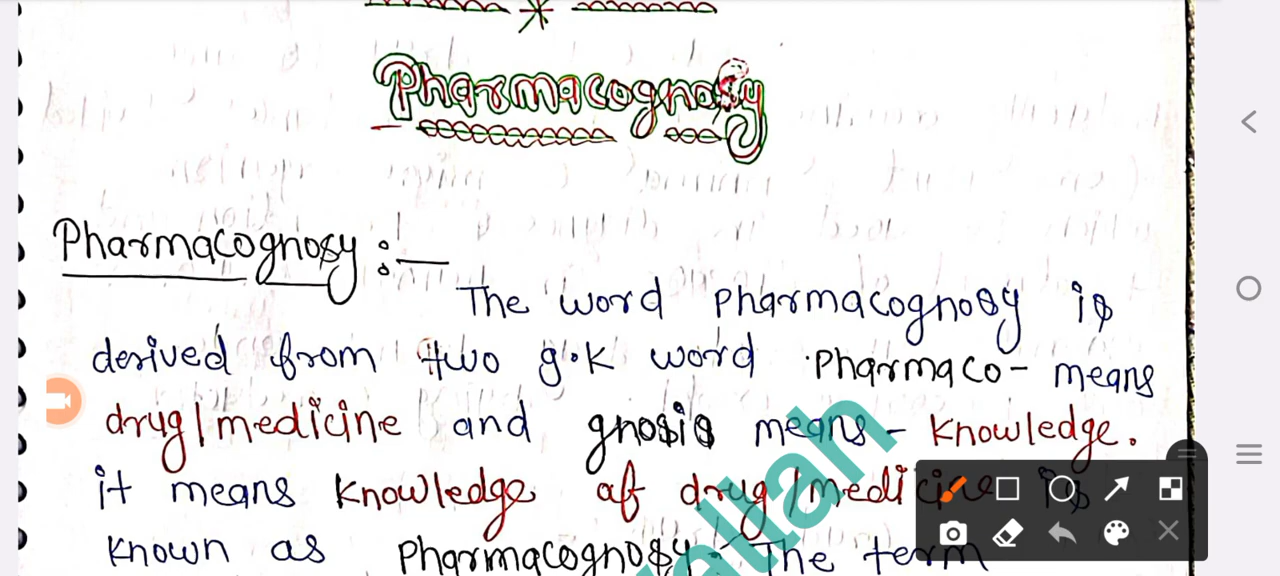 Pharmacognosy
Pharmacognosy :—
The word Pharmacognosy is
derived from two g.k word Pharmaco- means
drug/medicine and gnosis means - Knowledge.
it means Knowledge of drug/medicine is
known as Pharmacognosy. The term